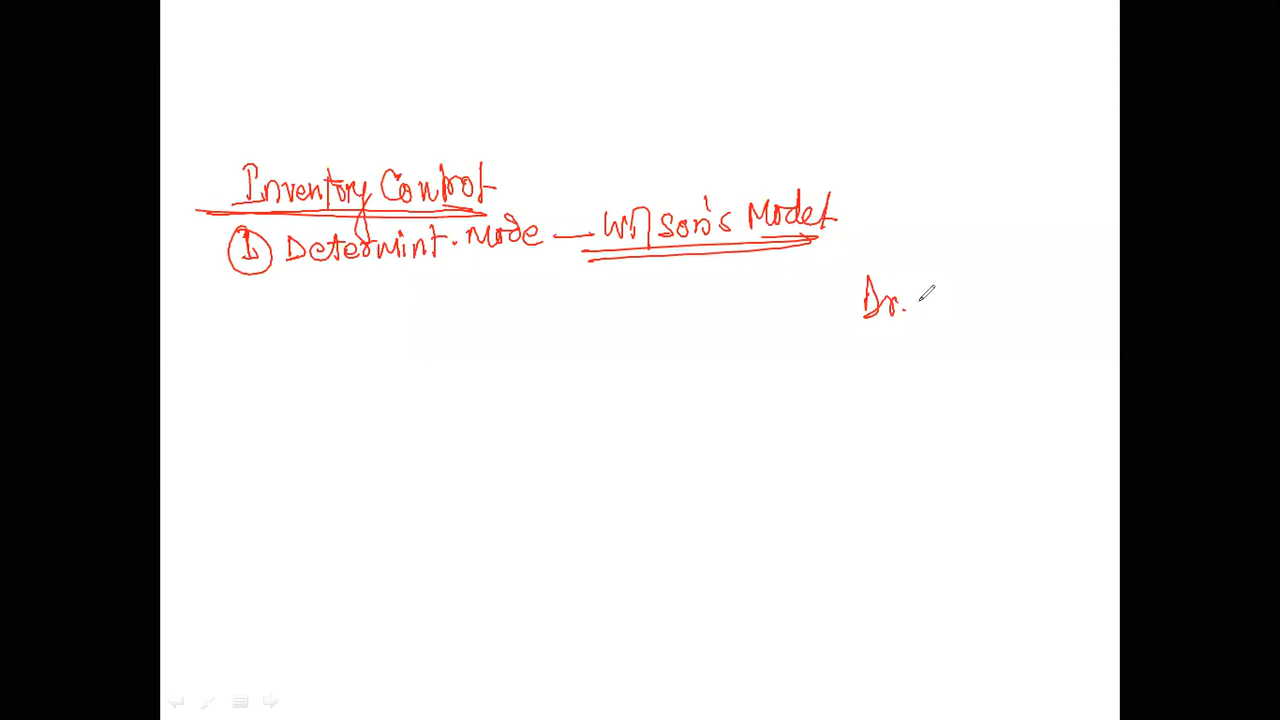 Inventory Control
① Determint. Mode — Wilson's Model
Dr.